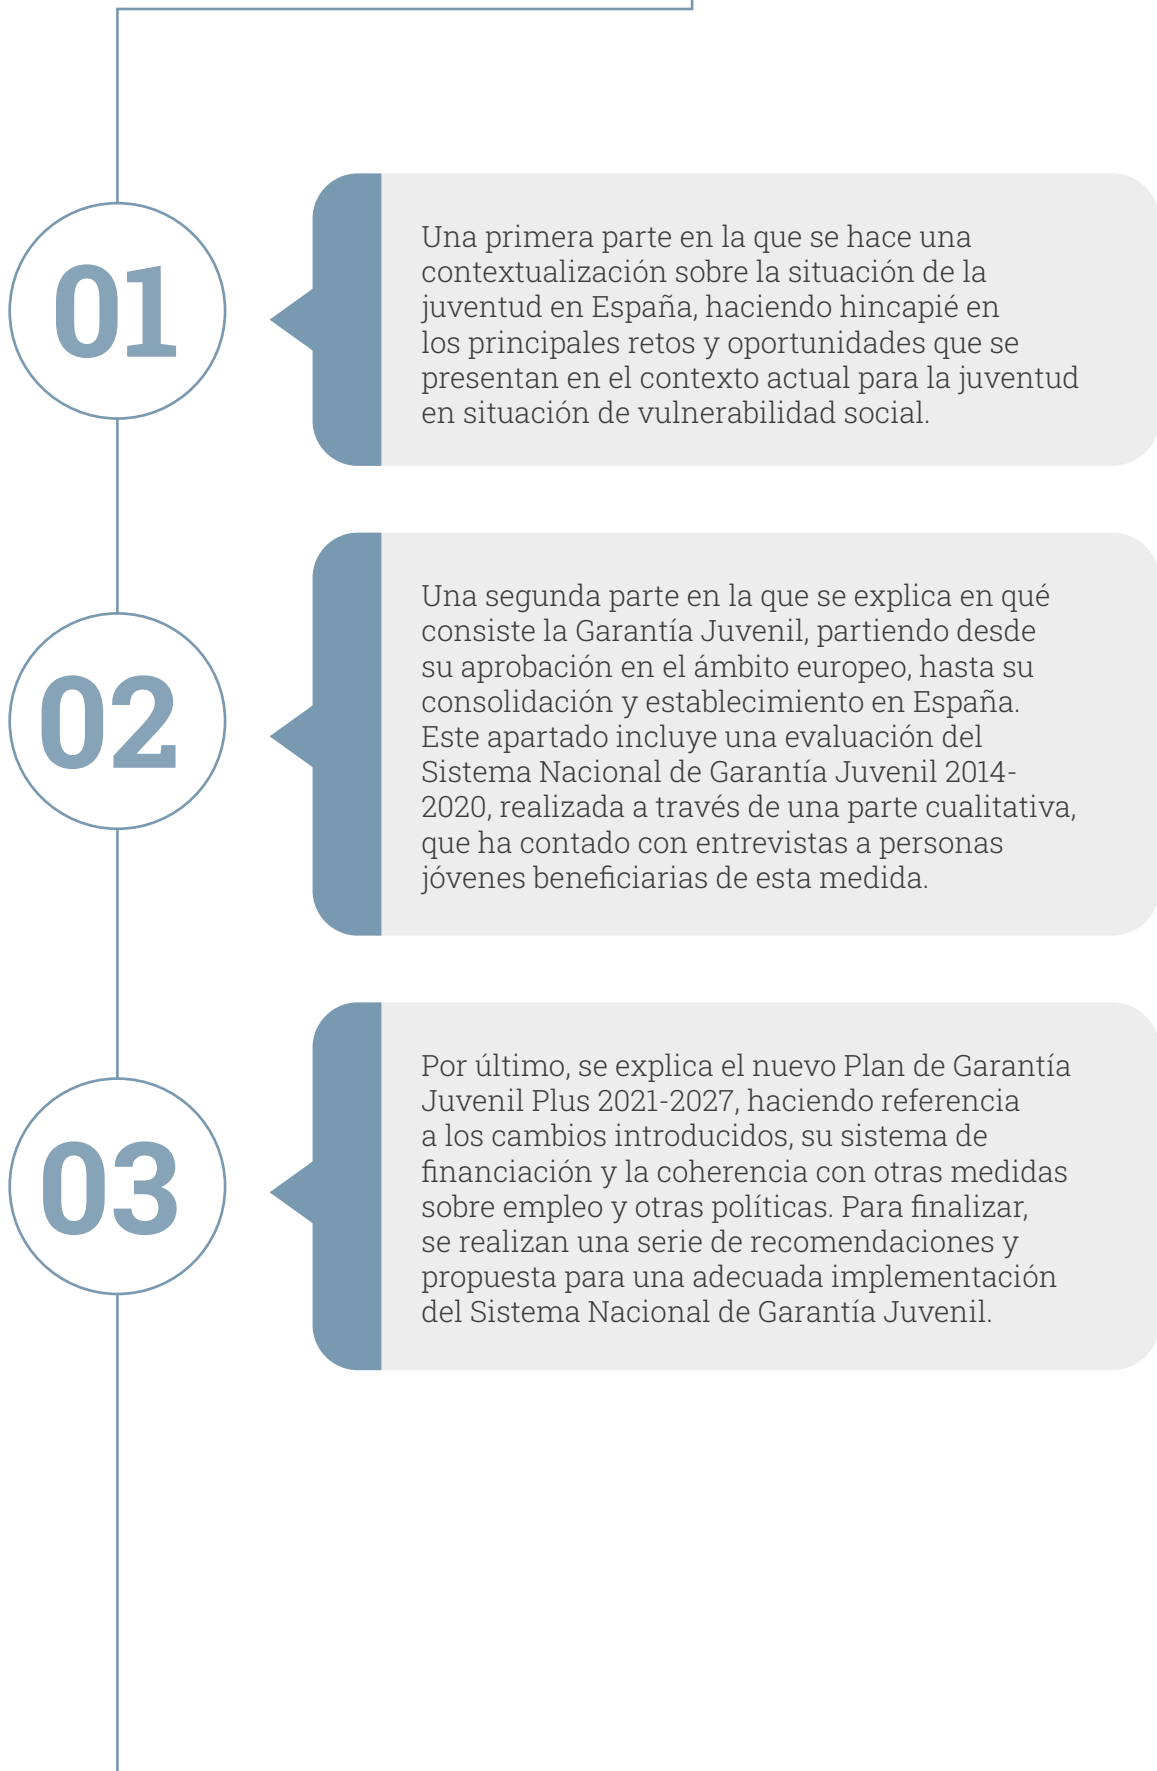 01
Una primera parte en la que se hace una
contextualización sobre la situación de la
juventud en España, haciendo hincapié en
los principales retos y oportunidades que se
presentan en el contexto actual para la juventud
en situación de vulnerabilidad social.
02
Una segunda parte en la que se explica en qué
consiste la Garantía Juvenil, partiendo desde
su aprobación en el ámbito europeo, hasta su
consolidación y establecimiento en España.
Este apartado incluye una evaluación del
Sistema Nacional de Garantía Juvenil 2014-
2020, realizada a través de una parte cualitativa,
que ha contado con entrevistas a personas
jóvenes beneficiarias de esta medida.
03
Por último, se explica el nuevo Plan de Garantía
Juvenil Plus 2021-2027, haciendo referencia
a los cambios introducidos, su sistema de
financiación y la coherencia con otras medidas
sobre empleo y otras políticas. Para finalizar,
se realizan una serie de recomendaciones y
propuesta para una adecuada implementación
del Sistema Nacional de Garantía Juvenil.